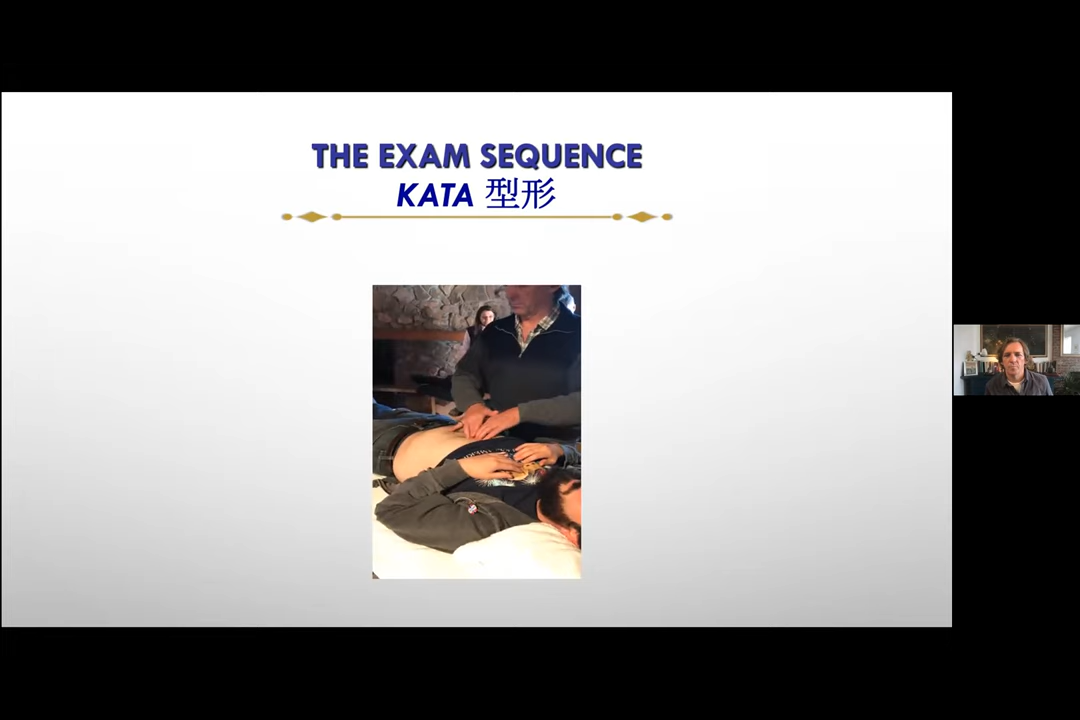 THE EXAM SEQUENCE
KATA 型形